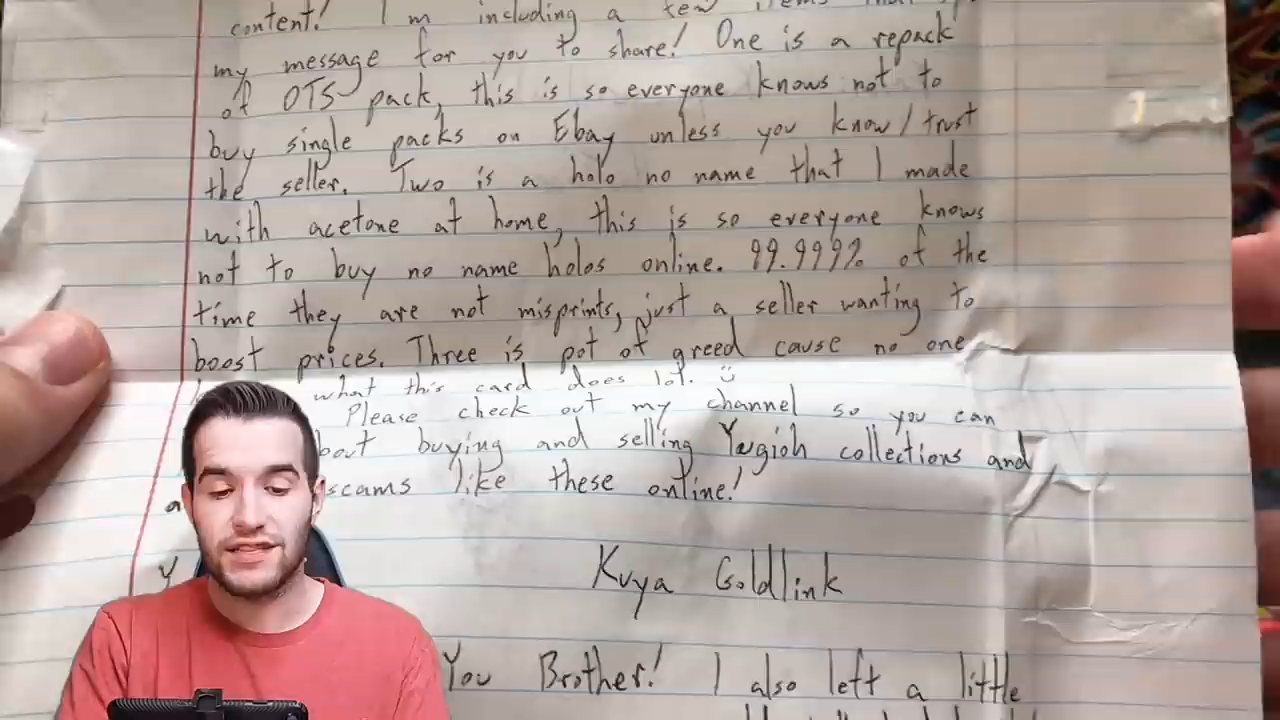 content! I'm including a few items that
my message for you to share! One is a repack
of OTS pack, this is so everyone knows not to
buy single packs on Ebay unless you know/trust
the seller. Two is a holo no name that I made
with acetone at home, this is so everyone knows
not to buy no name holos online. 99.999% of the
time they are not misprints, just a seller wanting to
boost prices. Three is pot of greed cause no one
what this card does lol. :)
Please check out my channel so you can
buying and selling Yugioh collections and
scams like these online!
Kuya Goldlink
You Brother! I also left a little